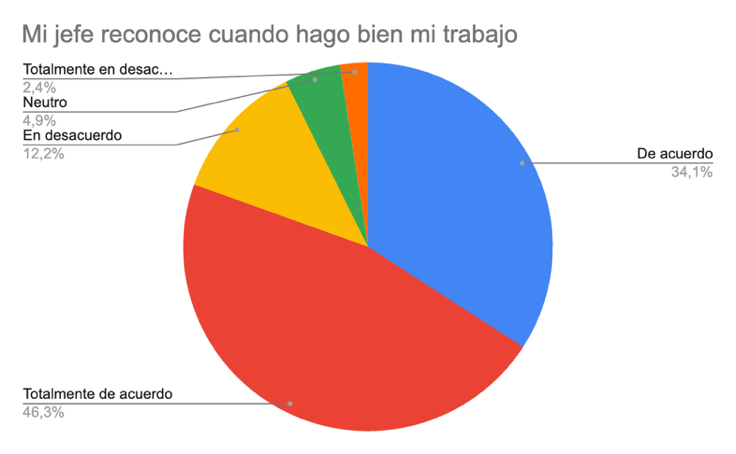 Mi jefe reconoce cuando hago bien mi trabajo
Totalmente en desac...
2,4%
Neutro
4,9%
En desacuerdo
12,2%
De acuerdo
34,1%
Totalmente de acuerdo
46,3%